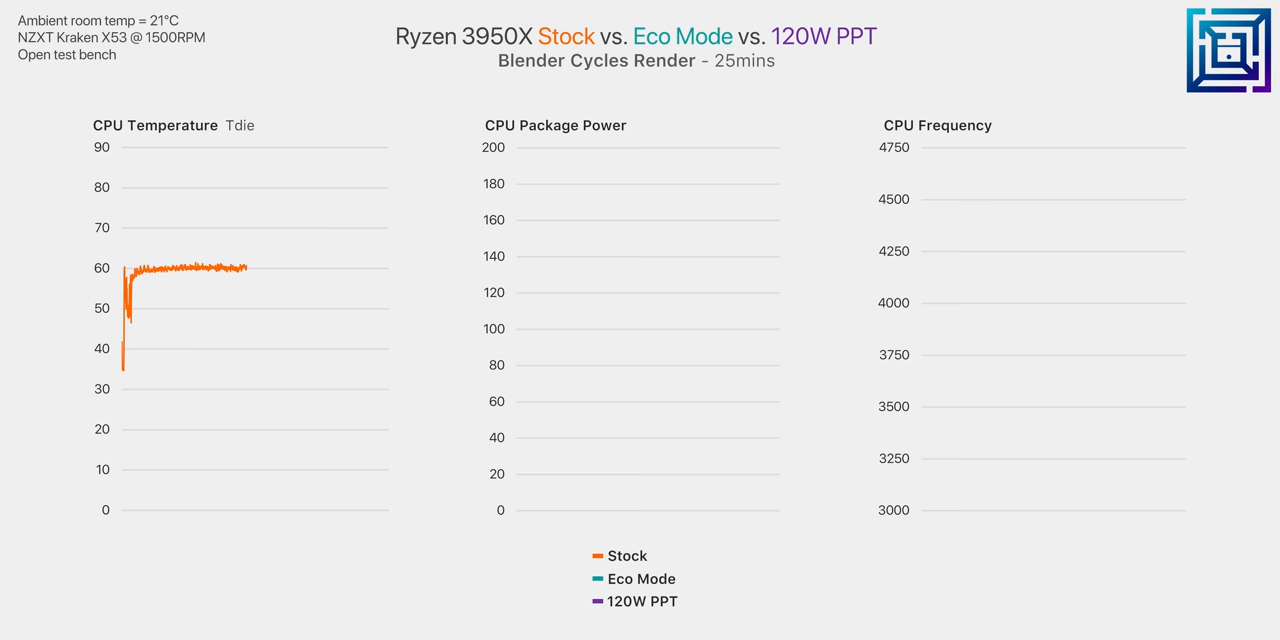 Ambient room temp = 21°C
NZXT Kraken X53 @ 1500RPM
Open test bench
Ryzen 3950X Stock vs. Eco Mode vs. 120W PPT
Blender Cycles Render - 25mins
CPU Temperature Tdie
90
80
70
60
50
40
30
20
10
0
CPU Package Power
200
180
160
140
120
100
80
60
40
20
0
CPU Frequency
4750
4500
4250
4000
3750
3500
3250
3000
Stock
Eco Mode
120W PPT